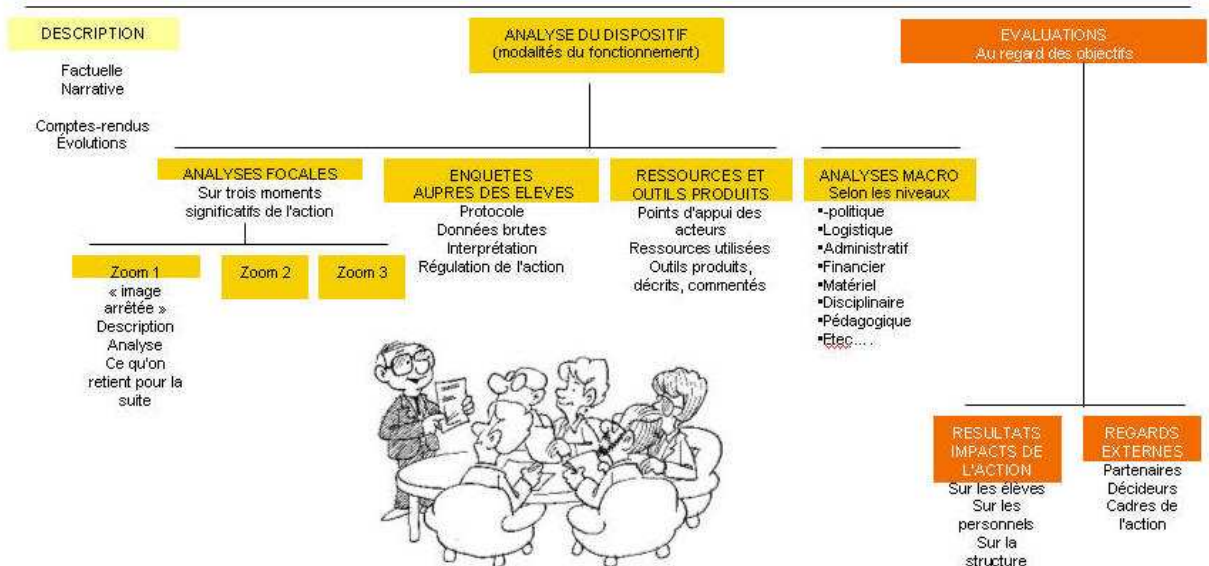 DESCRIPTION
Factuelle
Narrative
Comptes-rendus
Évolutions
ANALYSE DU DISPOSITIF
(modalités du fonctionnement)
EVALUATIONS
Au regard des objectifs
ANALYSES FOCALES
Sur trois moments
significatifs de l'action
Zoom 1
« image
arrêtée »
Description
Analyse
Ce qu'on
retient pour la
suite
Zoom 2
Zoom 3
ENQUETES
AUPRES DES ELEVES
Protocole
Données brutes
Interprétation
Régulation de l'action
RESSOURCES ET
OUTILS PRODUITS
Points d'appui des
acteurs
Ressources utilisées
Outils produits,
décrits, commentés
ANALYSES MACRO
Selon les niveaux
▪-politique
▪Logistique
▪Administratif
▪Financier
▪Matériel
▪Disciplinaire
▪Pédagogique
▪Etec... .
RESULTATS
IMPACTS DE
L'ACTION
Sur les élèves
Sur les
personnels
Sur la
structure
REGARDS
EXTERNES
Partenaires
Décideurs
Cadres de
l'action